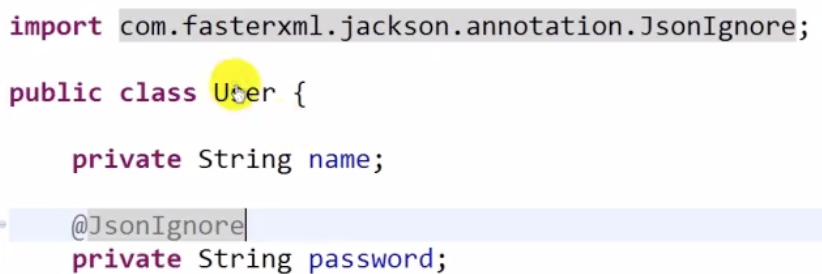 import com.fasterxml.jackson.annotation.JsonIgnore;
public class User {
private String name;
@JsonIgnore
private String password;